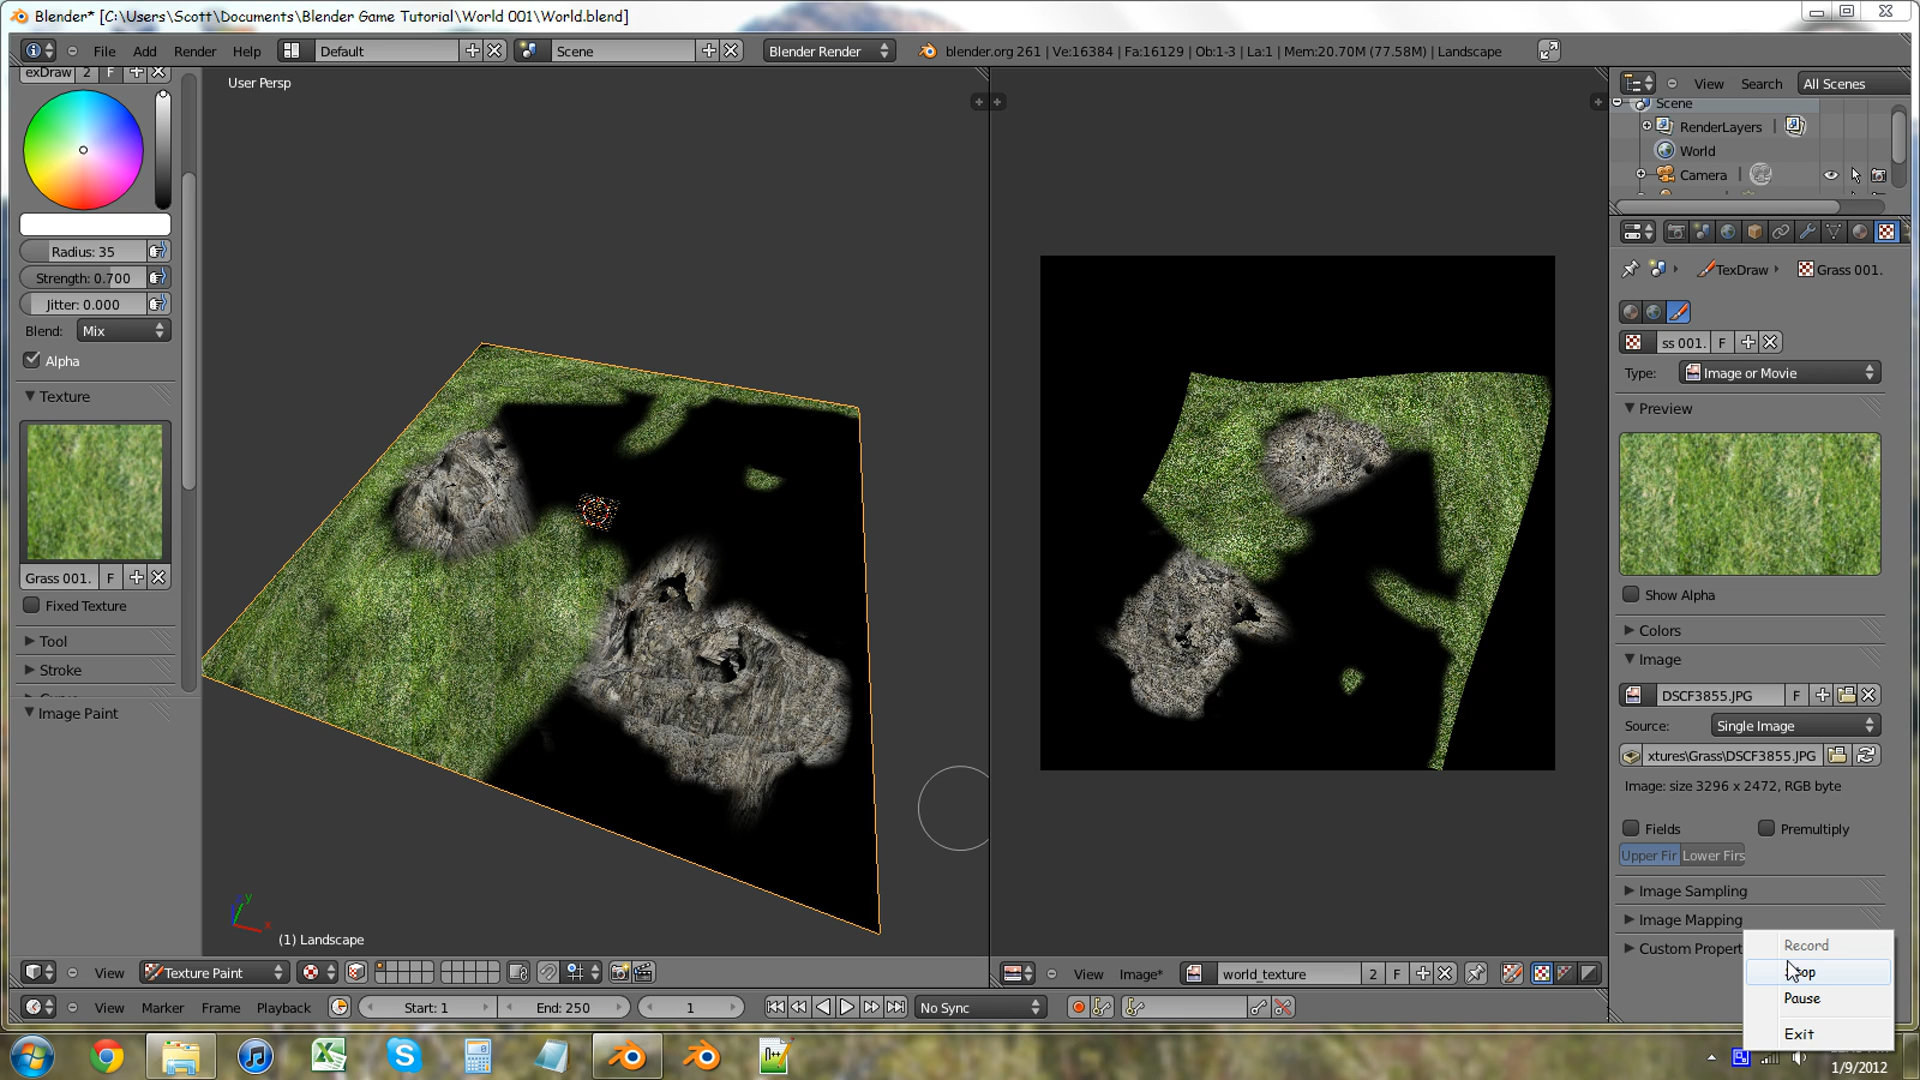 Blender* [C:\Users\Scott\Documents\Blender Game Tutorial\World 001\World.blend]
File Add Render Help Default Scene Blender Render blender.org 261 | Ve:16384 | Fa:16129 | Ob:1-3 | La:1 | Mem:20.70M (77.58M) | Landscape
exDraw 2 F
User Persp
View Search All Scenes
Scene
RenderLayers
World
Camera
Radius: 35
Strength: 0.700
Jitter: 0.000
Blend: Mix
Alpha
Texture
Grass 001. F
Fixed Texture
Tool
Stroke
Image Paint
TexDraw Grass 001.
ss 001. F
Type: Image or Movie
Preview
Show Alpha
Colors
Image
DSCF3855.JPG F
Source: Single Image
xtures\Grass\DSCF3855.JPG
Image: size 3296 x 2472, RGB byte
Fields Premultiply
Upper Fir Lower Firs
Image Sampling
Image Mapping
Custom Propert
y
x
(1) Landscape
Record
op
Pause
Exit
View Texture Paint
View Image* world_texture 2 F
View Marker Frame Playback Start: 1 End: 250 1 No Sync
1/9/2012